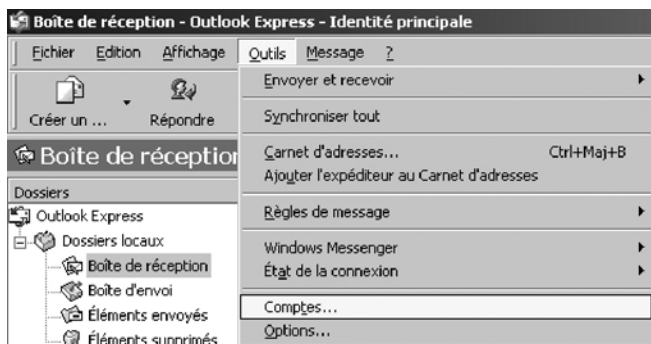 Boîte de réception - Outlook Express - Identité principale
Fichier Edition Affichage Outils Message ?
Créer un ... Répondre
Boîte de réception
Dossiers
Outlook Express
Dossiers locaux
Boîte de réception
Boîte d'envoi
Éléments envoyés
Éléments supprimés
Envoyer et recevoir
Synchroniser tout
Carnet d'adresses... Ctrl+Maj+B
Ajouter l'expéditeur au Carnet d'adresses
Règles de message
Windows Messenger
État de la connexion
Comptes...
Options...